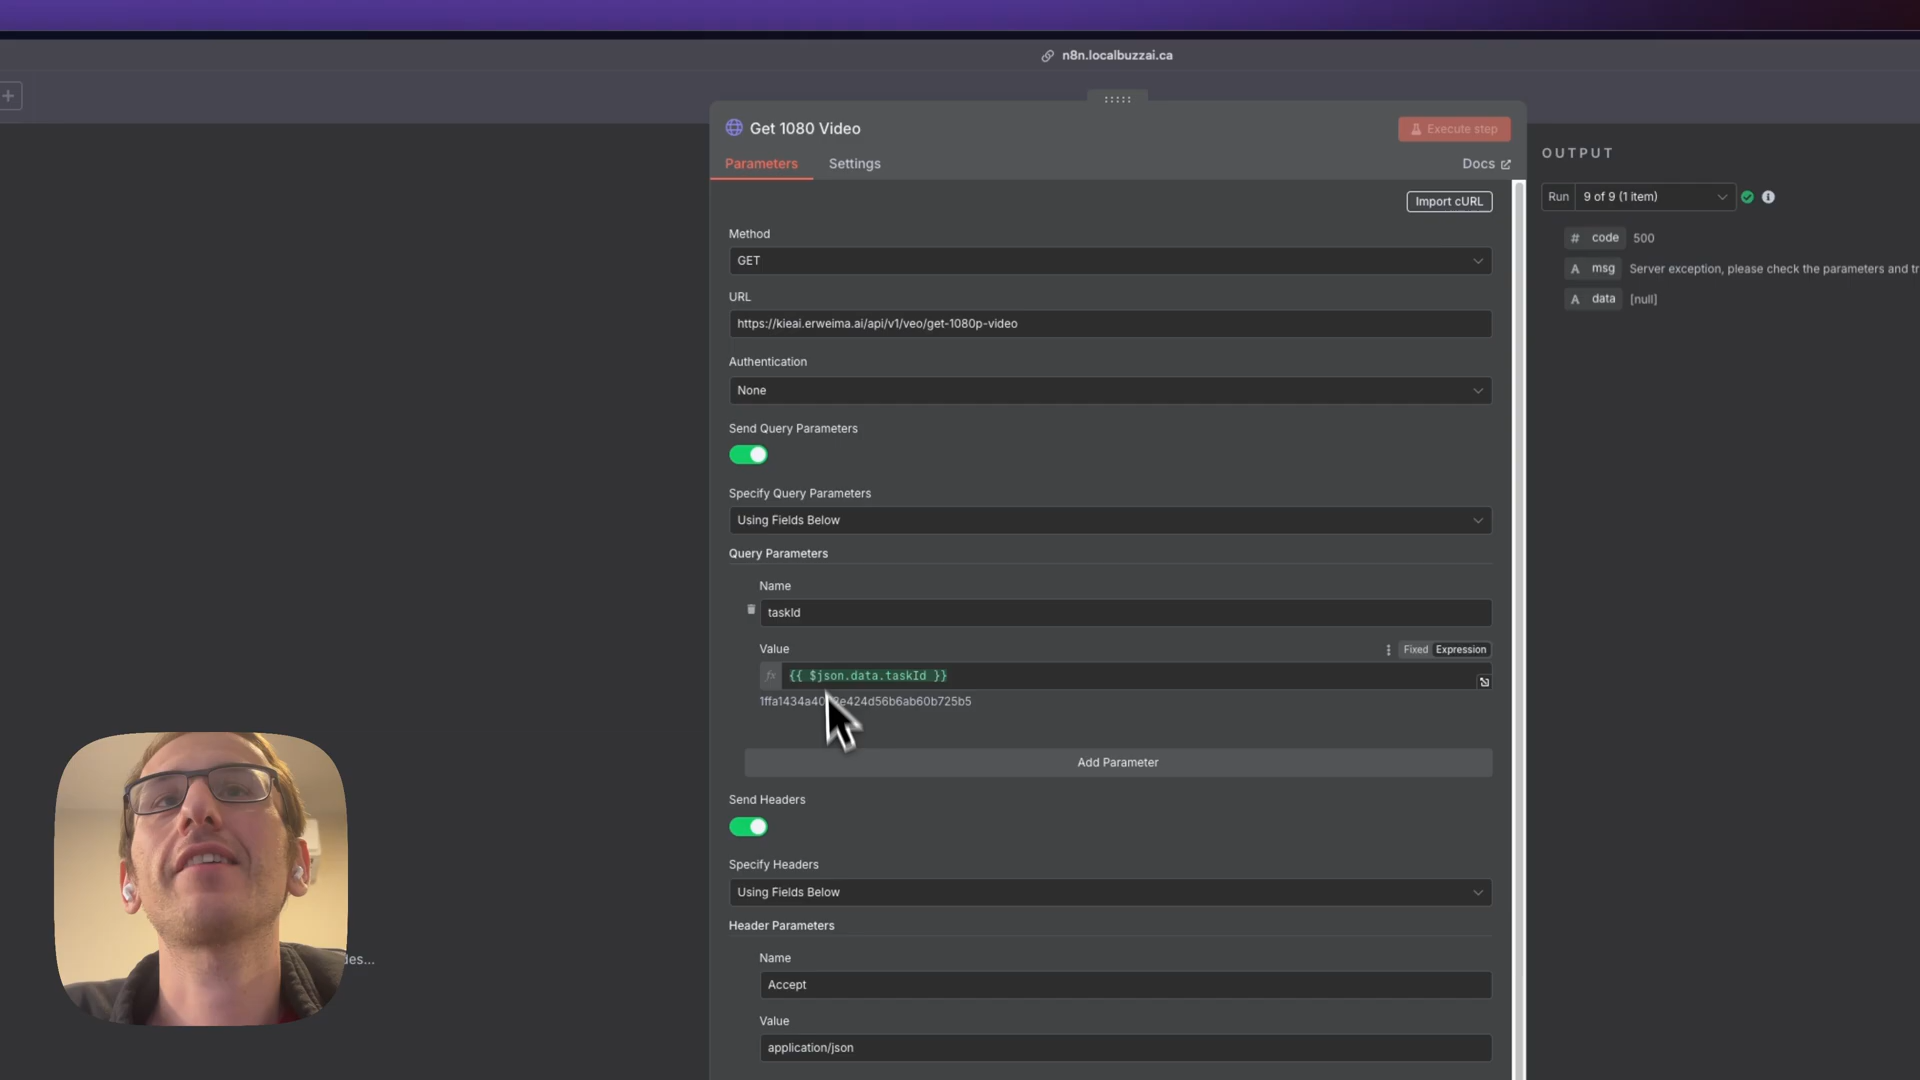 n8n.localbuzzai.ca
Get 1080 Video
Execute step
Parameters
Settings
Docs
Import cURL
Method
GET
URL
https://kieai.erweima.ai/api/v1/veo/get-1080p-video
Authentication
None
Send Query Parameters
Specify Query Parameters
Using Fields Below
Query Parameters
Name
taskId
Value
Fixed
Expression
fx
{{ $json.data.taskId }}
Add Parameter
Send Headers
Specify Headers
Using Fields Below
Header Parameters
Name
Accept
Value
application/json
OUTPUT
Run
9 of 9 (1 item)
# code 500
A msg Server exception, please check the parameters and tr
A data [null]
des...